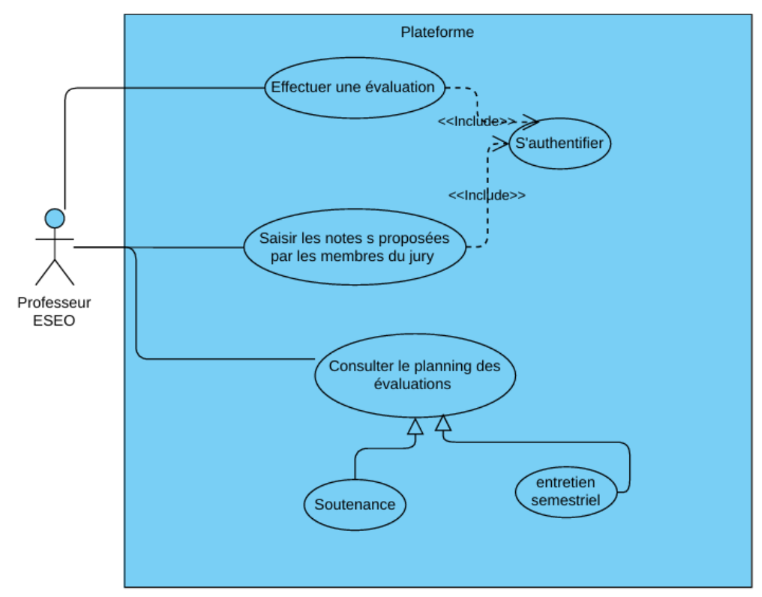 Plateforme
Effectuer une évaluation
<<Include>>
S'authentifier
<<Include>>
Saisir les notes s proposées
par les membres du jury
Professeur
ESEO
Consulter le planning des
évaluations
Soutenance
entretien
semestriel